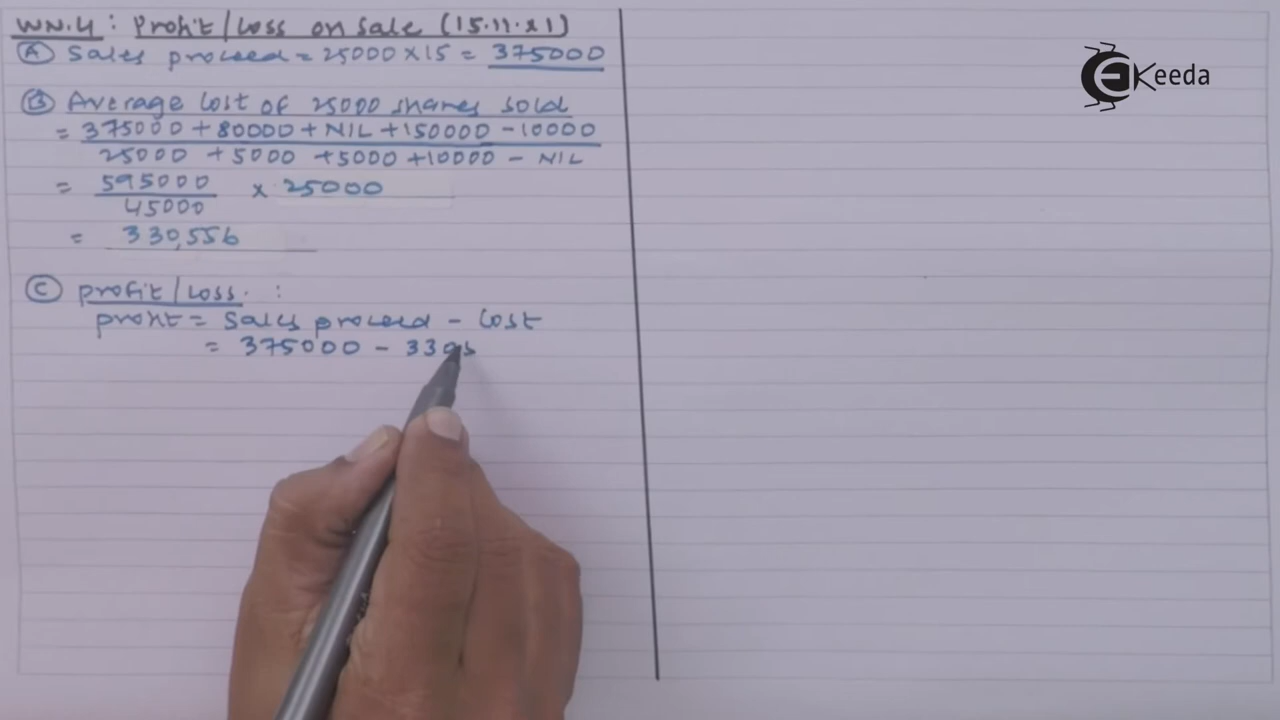 WN.4 : Profit/Loss on Sale (15.11.x1)
A Sales proceed = 25000 x 15 = 375000
B Average Cost of 25000 shares sold
= 375000 + 80000 + NIL + 150000 - 10000
25000 + 5000 + 5000 + 10000 - NIL
= 595000 x 25000
45000
= 330,556
C profit/Loss. :
profit = Sales proceed - Cost
= 375000 - 3305
eKeeda